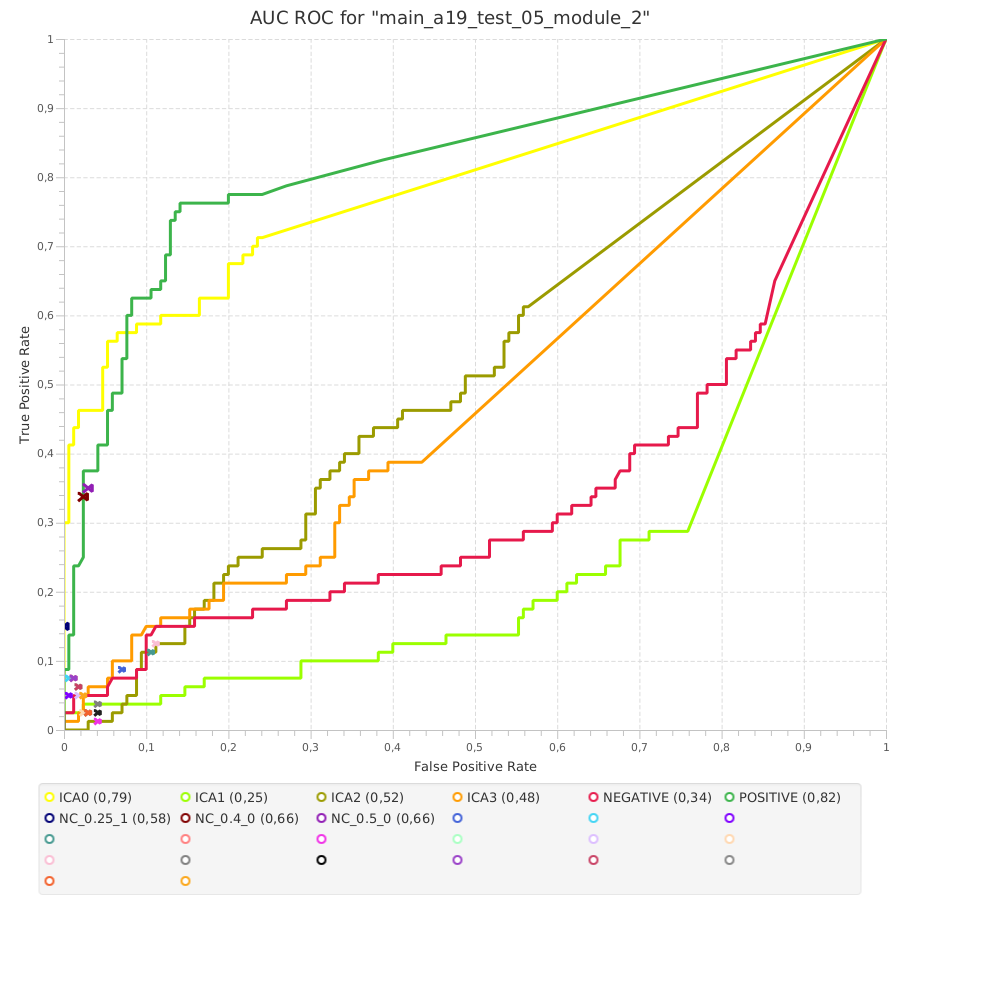 AUC ROC for "main_a19_test_05_module_2"
1
0,9
0,8
0,7
0,6
0,5
0,4
0,3
0,2
0,1
0
True Positive Rate
0 0,1 0,2 0,3 0,4 0,5 0,6 0,7 0,8 0,9 1
False Positive Rate
ICA0 (0,79) ICA1 (0,25) ICA2 (0,52) ICA3 (0,48) NEGATIVE (0,34) POSITIVE (0,82)
NC_0.25_1 (0,58) NC_0.4_0 (0,66) NC_0.5_0 (0,66)